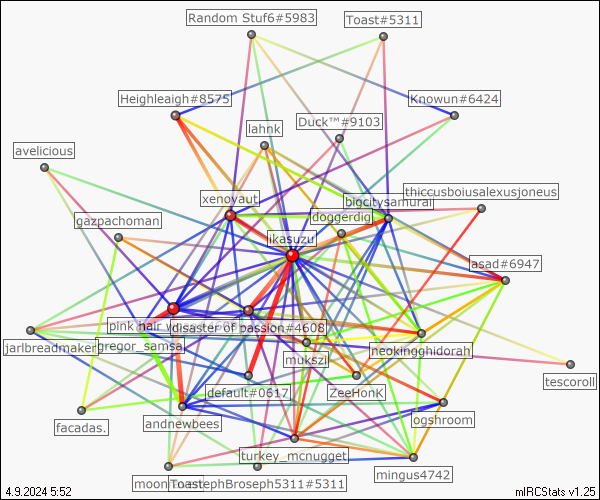 Random Stuf6#5983
Toast#5311
Heighleaigh#8575
Knowun#6424
Duck™#9103
lahnk
avelicious
xenoyaut
thiccusboiusalexusjoneus
bigcitysamurai
doggerdig
gazpachoman
ikasuzu
asad#6947
pink hair
disaster of passion#4608
gregor_samsa
jarlbreadmaker
mukszi
neokingghidorah
tescoroll
default#0617
ZeeHonk
facadas.
andnewbees
ogshroom
turkey_mcnugget
mingus4742
moon
ToastephBroseph5311#5311
4.9.2024 5:52
mIRCStats v1.25